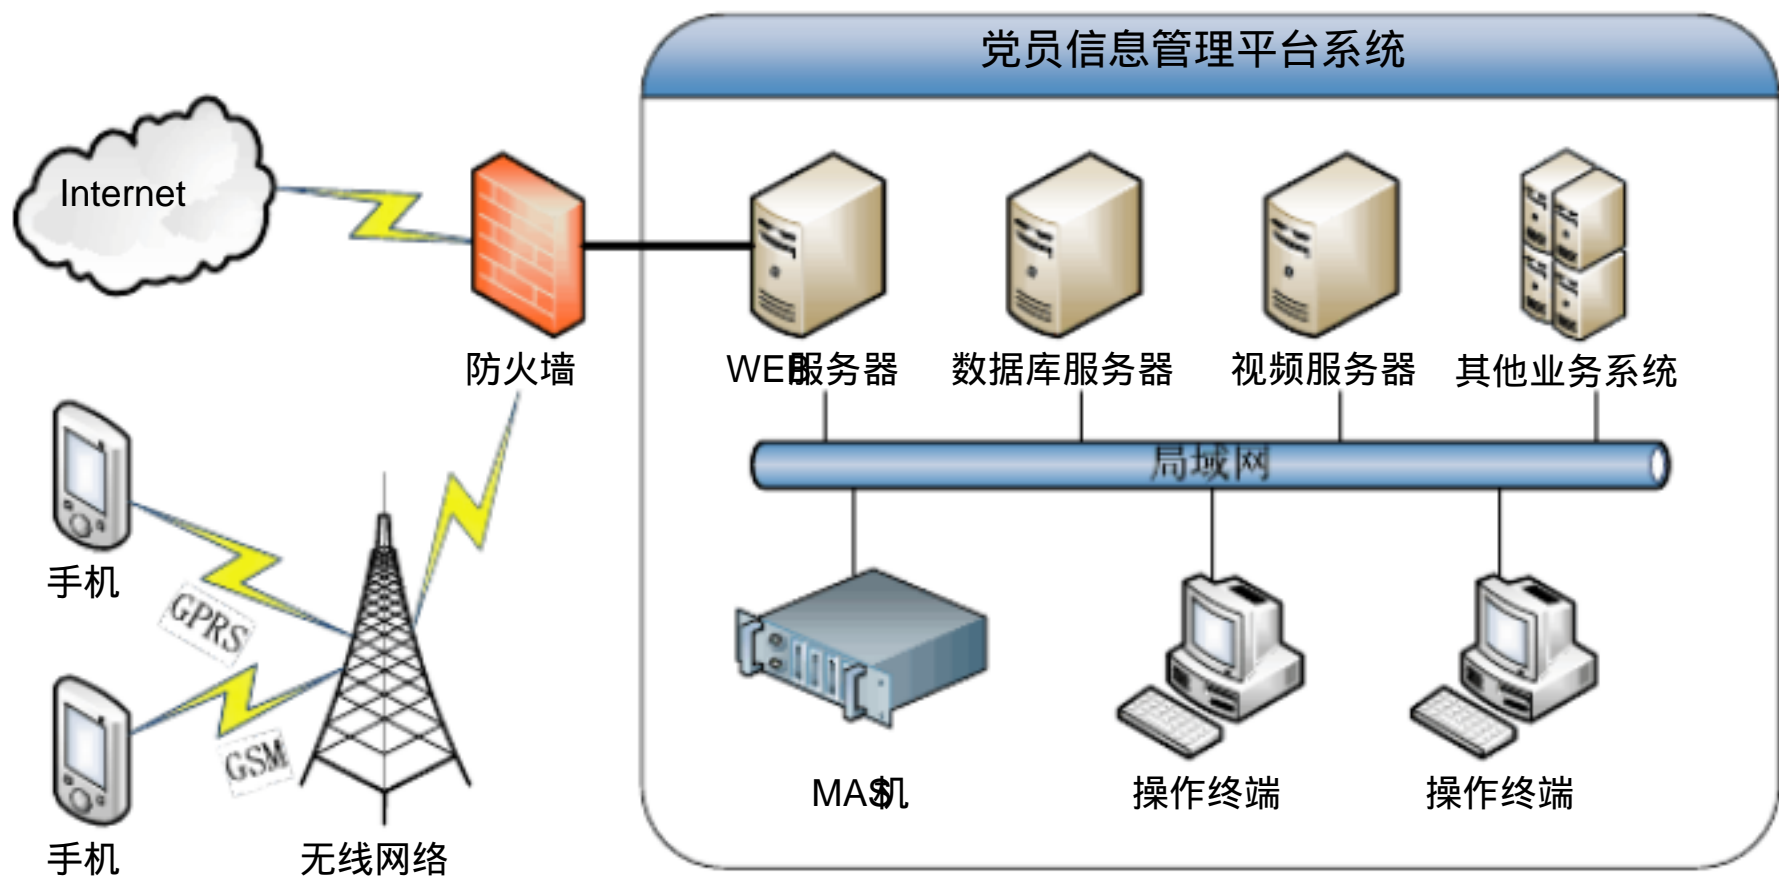 党员信息管理平台系统
Internet
防火墙
WEB服务器
数据库服务器
视频服务器
其他业务系统
局域网
手机
GPRS
GSM
手机
无线网络
MAS机
操作终端
操作终端